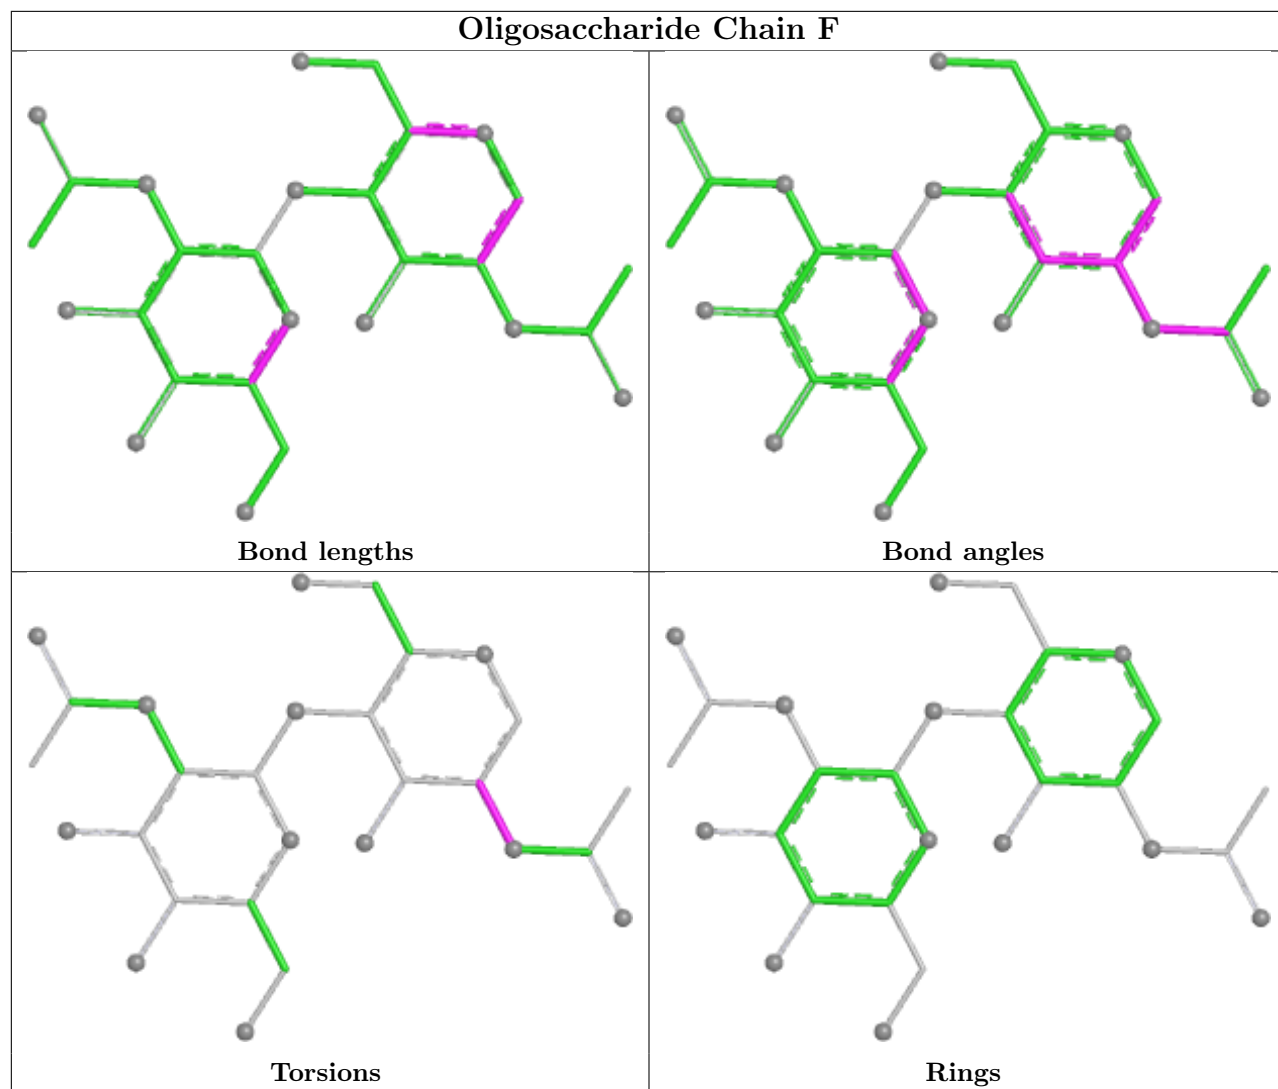 Oligosaccharide Chain F
Bond lengths
Bond angles
Torsions
Rings